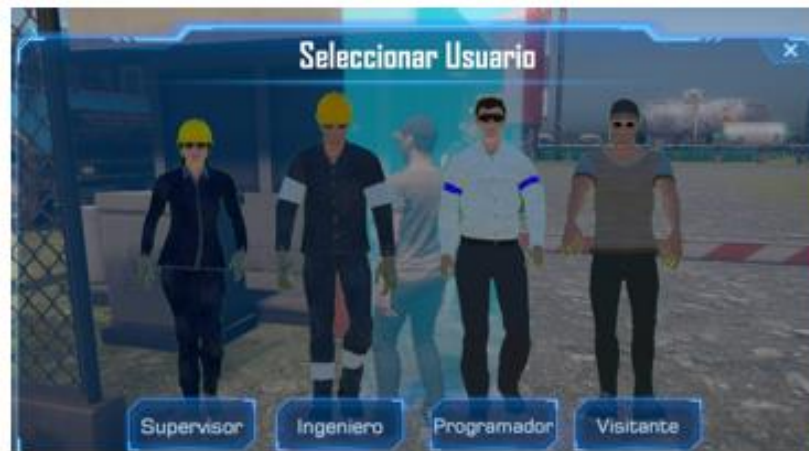 Seleccionar Usuario
Supervisor
Ingeniero
Programador
Visitante